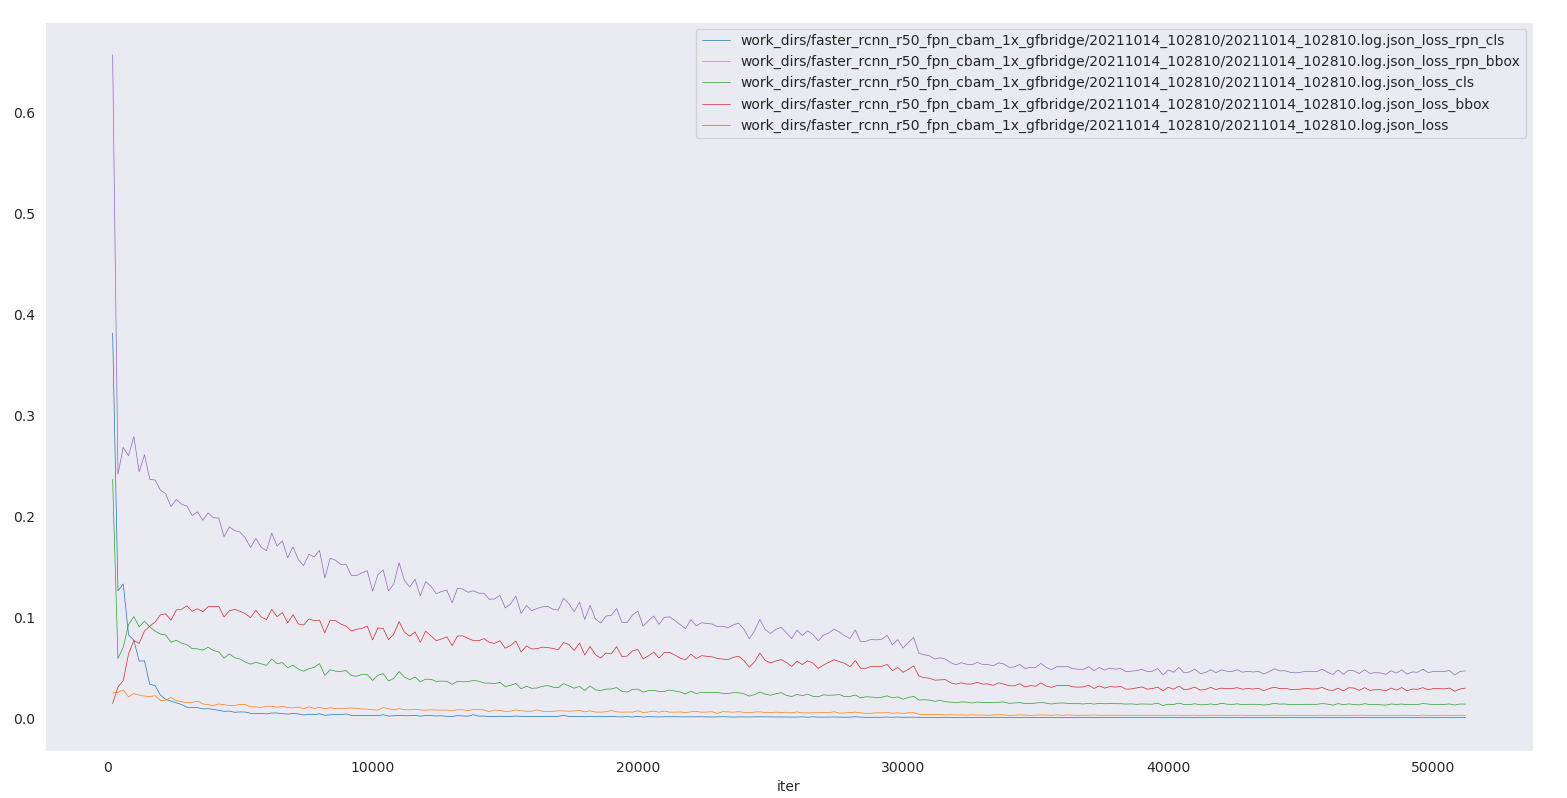 work_dirs/faster_rcnn_r50_fpn_cbam_1x_gfbridge/20211014_102810/20211014_102810.log.json_loss_rpn_cls
work_dirs/faster_rcnn_r50_fpn_cbam_1x_gfbridge/20211014_102810/20211014_102810.log.json_loss_rpn_bbox
work_dirs/faster_rcnn_r50_fpn_cbam_1x_gfbridge/20211014_102810/20211014_102810.log.json_loss_cls
work_dirs/faster_rcnn_r50_fpn_cbam_1x_gfbridge/20211014_102810/20211014_102810.log.json_loss_bbox
work_dirs/faster_rcnn_r50_fpn_cbam_1x_gfbridge/20211014_102810/20211014_102810.log.json_loss
0.6
0.5
0.4
0.3
0.2
0.1
0.0
0 10000 20000 30000 40000 50000
iter